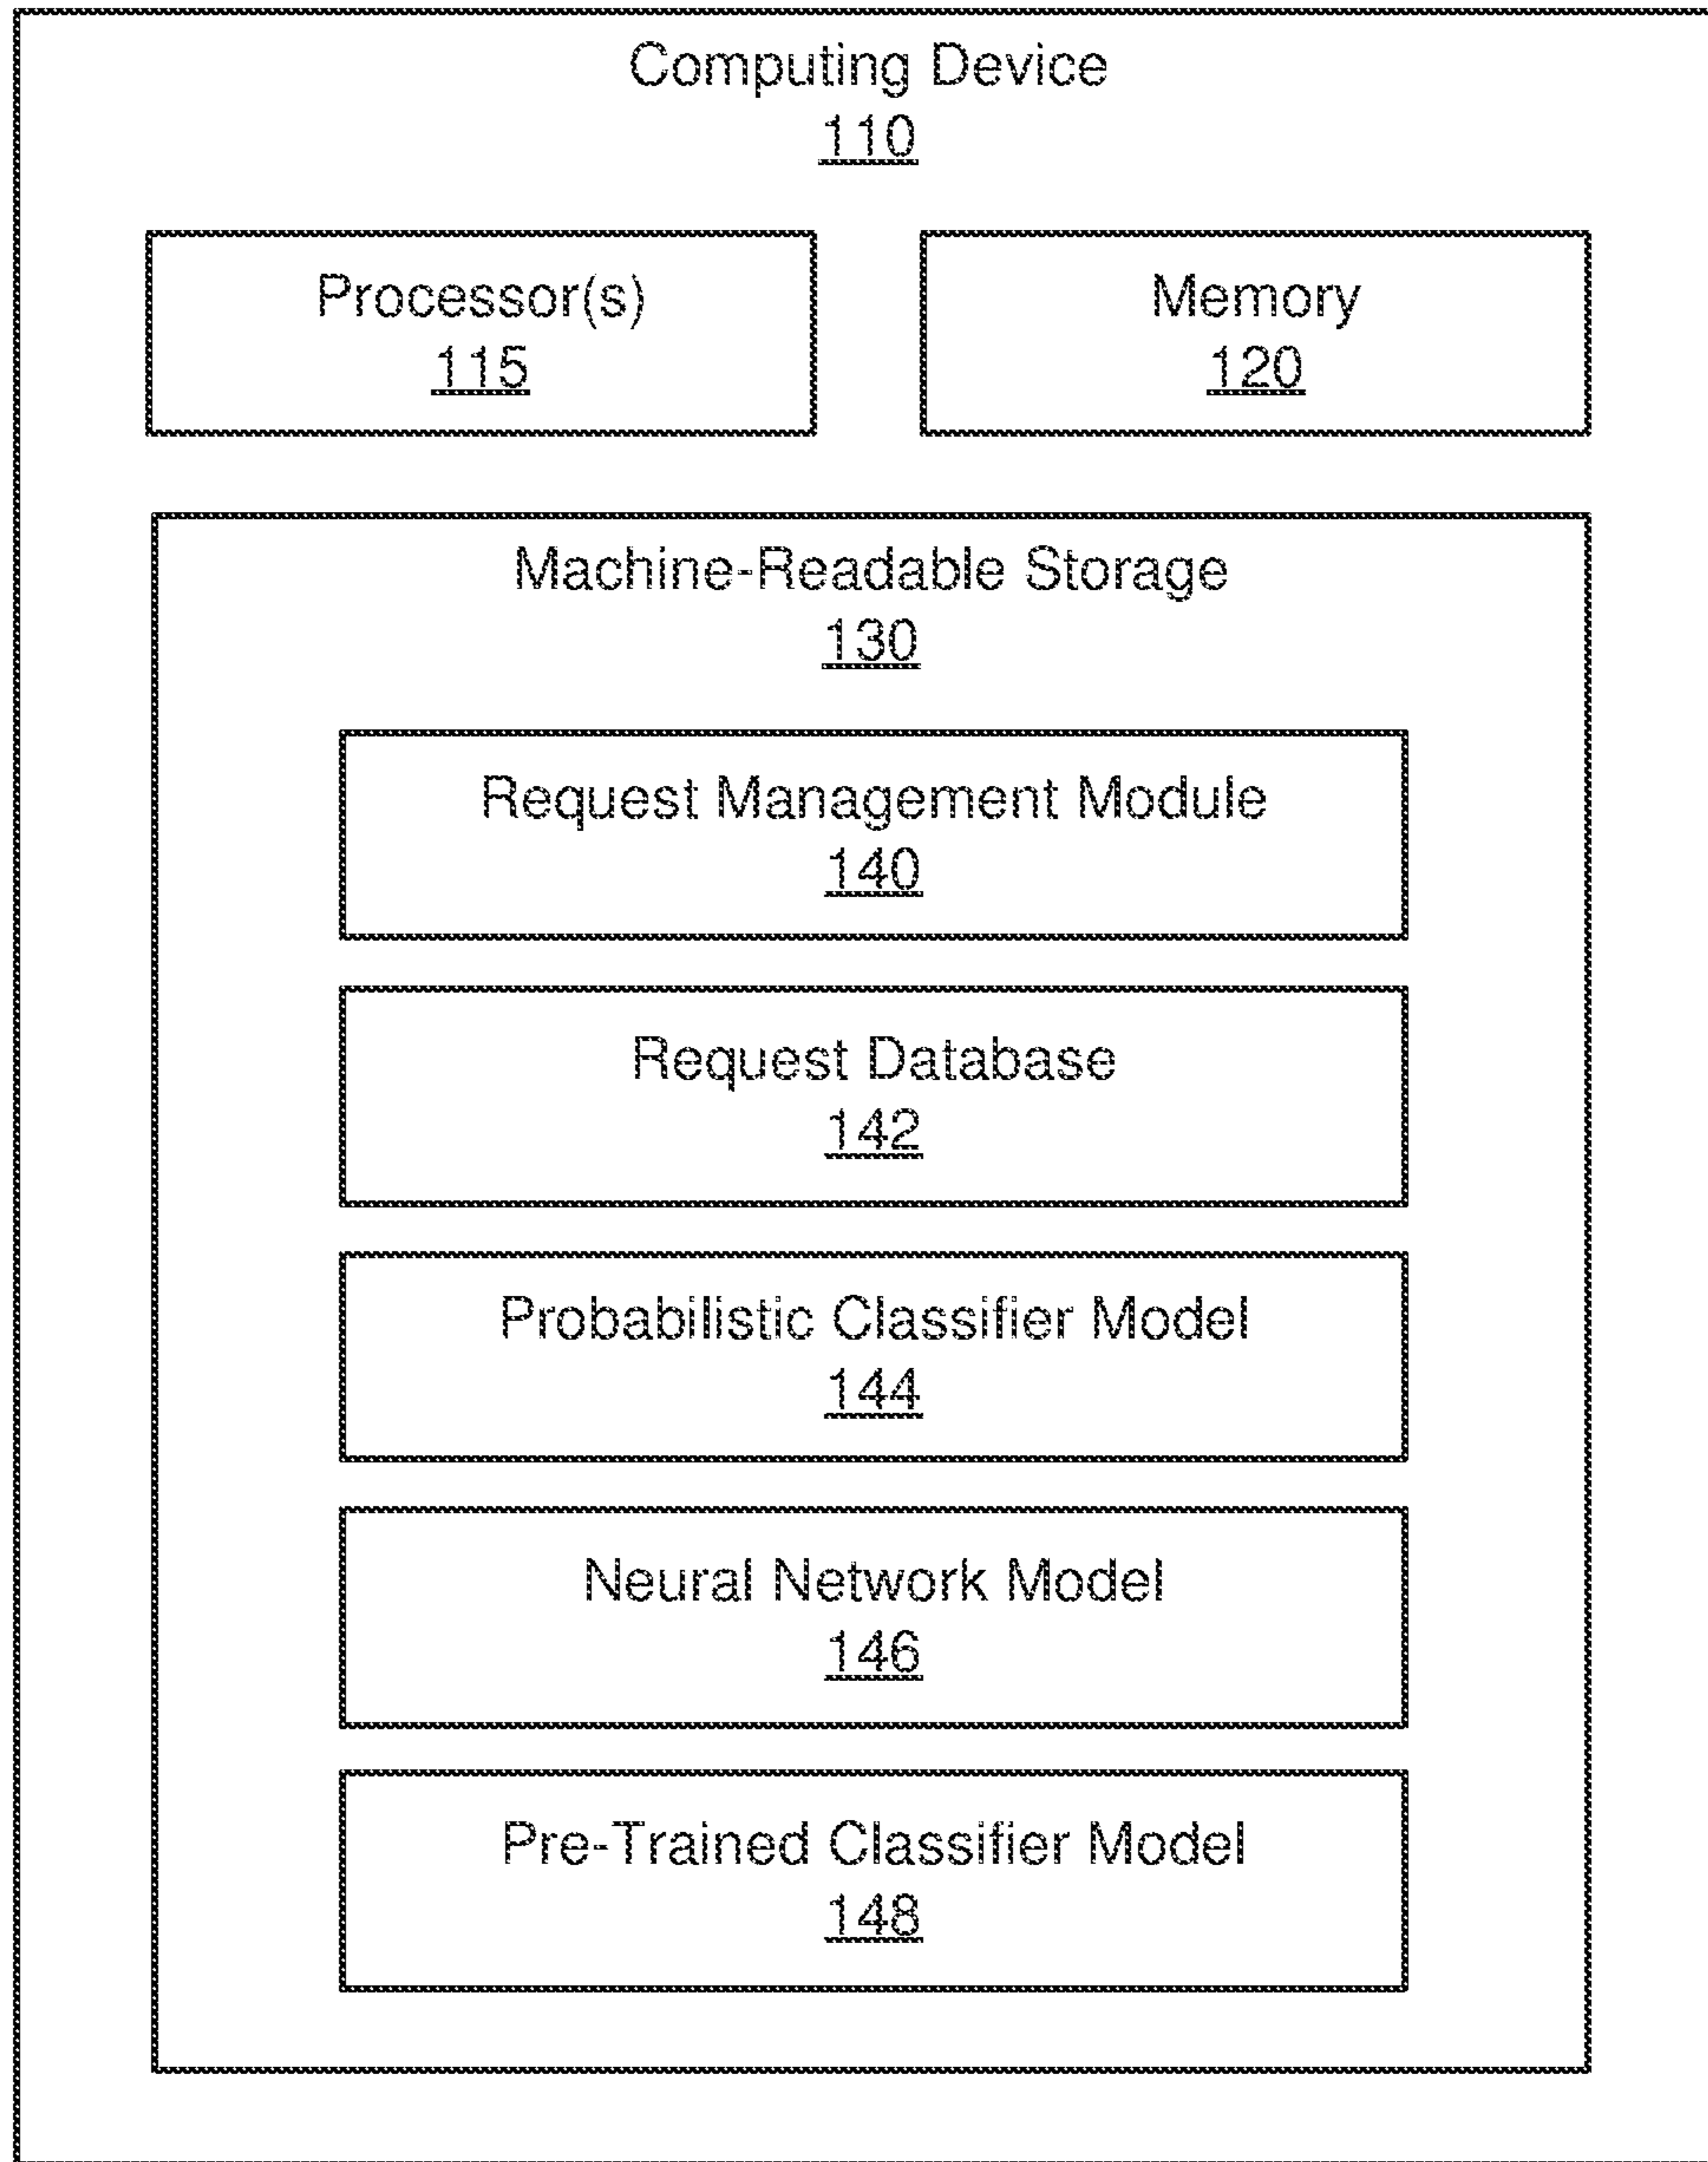 Computing Device
110
Processor(s)
115
Memory
120
Machine-Readable Storage
130
Request Management Module
140
Request Database
142
Probabilistic Classifier Model
144
Neural Network Model
146
Pre-Trained Classifier Model
148